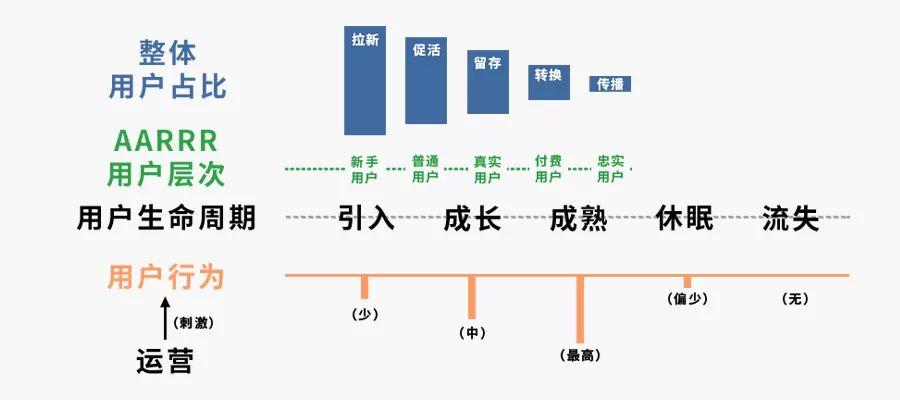 整体
用户占比
拉新
促活
留存
转换
传播
AARRR
用户层次
新手
用户
普通
用户
真实
用户
付费
用户
忠实
用户
用户生命周期
引入
成长
成熟
休眠
流失
用户行为
（少）
（中）
（最高）
（偏少）
（无）
（刺激）
运营